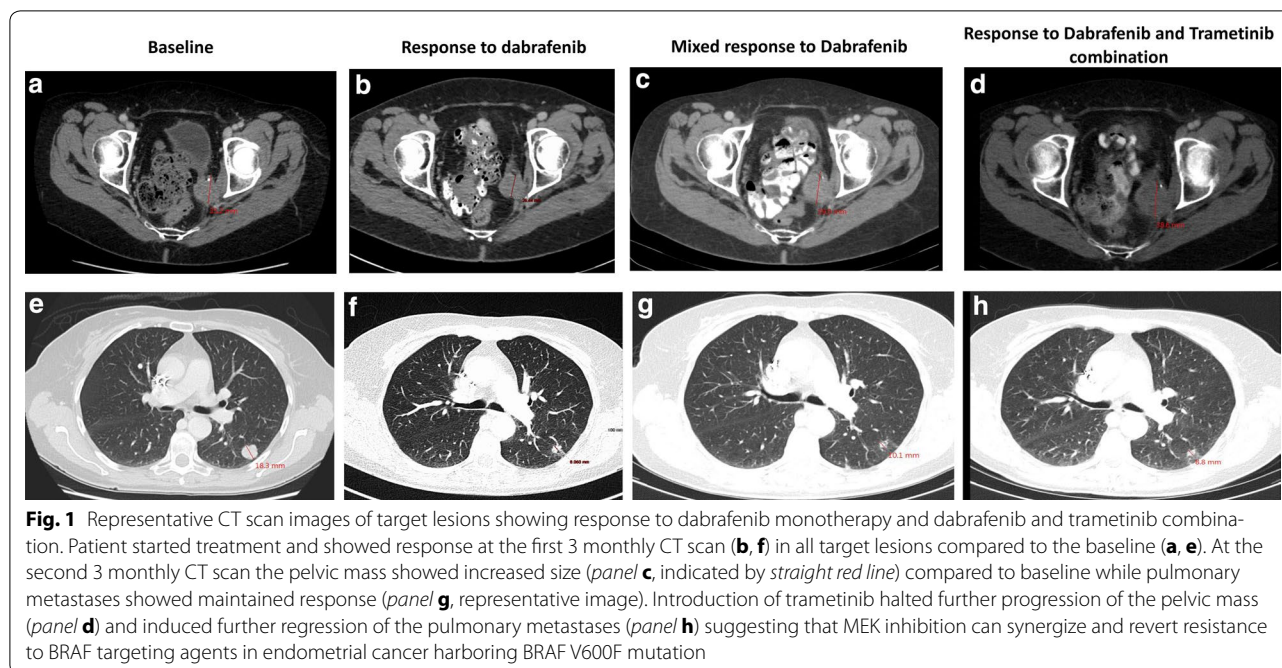 Baseline
Response to dabrafenib
Mixed response to Dabrafenib
Response to Dabrafenib and Trametinib
combination
a
b
c
d
e
f
g
h
18.3 mm
10.1 mm
8.8 mm
Fig. 1 Representative CT scan images of target lesions showing response to dabrafenib monotherapy and dabrafenib and trametinib combina-
tion. Patient started treatment and showed response at the first 3 monthly CT scan (b, f) in all target lesions compared to the baseline (a, e). At the
second 3 monthly CT scan the pelvic mass showed increased size (panel c, indicated by straight red line) compared to baseline while pulmonary
metastases showed maintained response (panel g, representative image). Introduction of trametinib halted further progression of the pelvic mass
(panel d) and induced further regression of the pulmonary metastases (panel h) suggesting that MEK inhibition can synergize and revert resistance
to BRAF targeting agents in endometrial cancer harboring BRAF V600F mutation